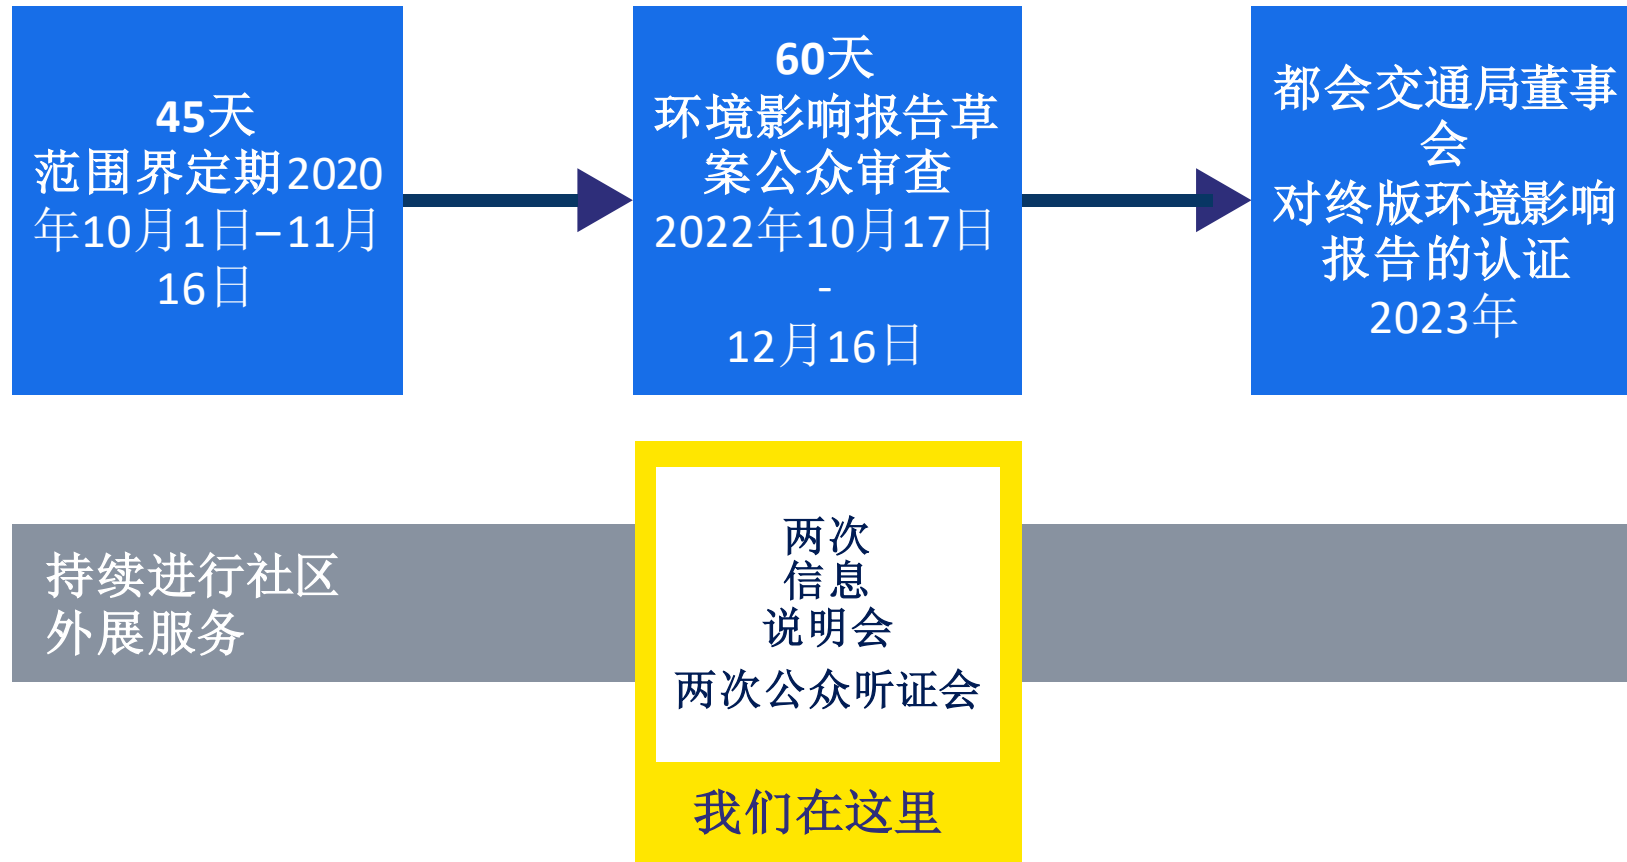 45天
范围界定期2020
年10月1日–11月
16日
60天
环境影响报告草
案公众审查
2022年10月17日
-
12月16日
都会交通局董事
会
对终版环境影响
报告的认证
2023年
持续进行社区
外展服务
两次
信息
说明会
两次公众听证会
我们在这里